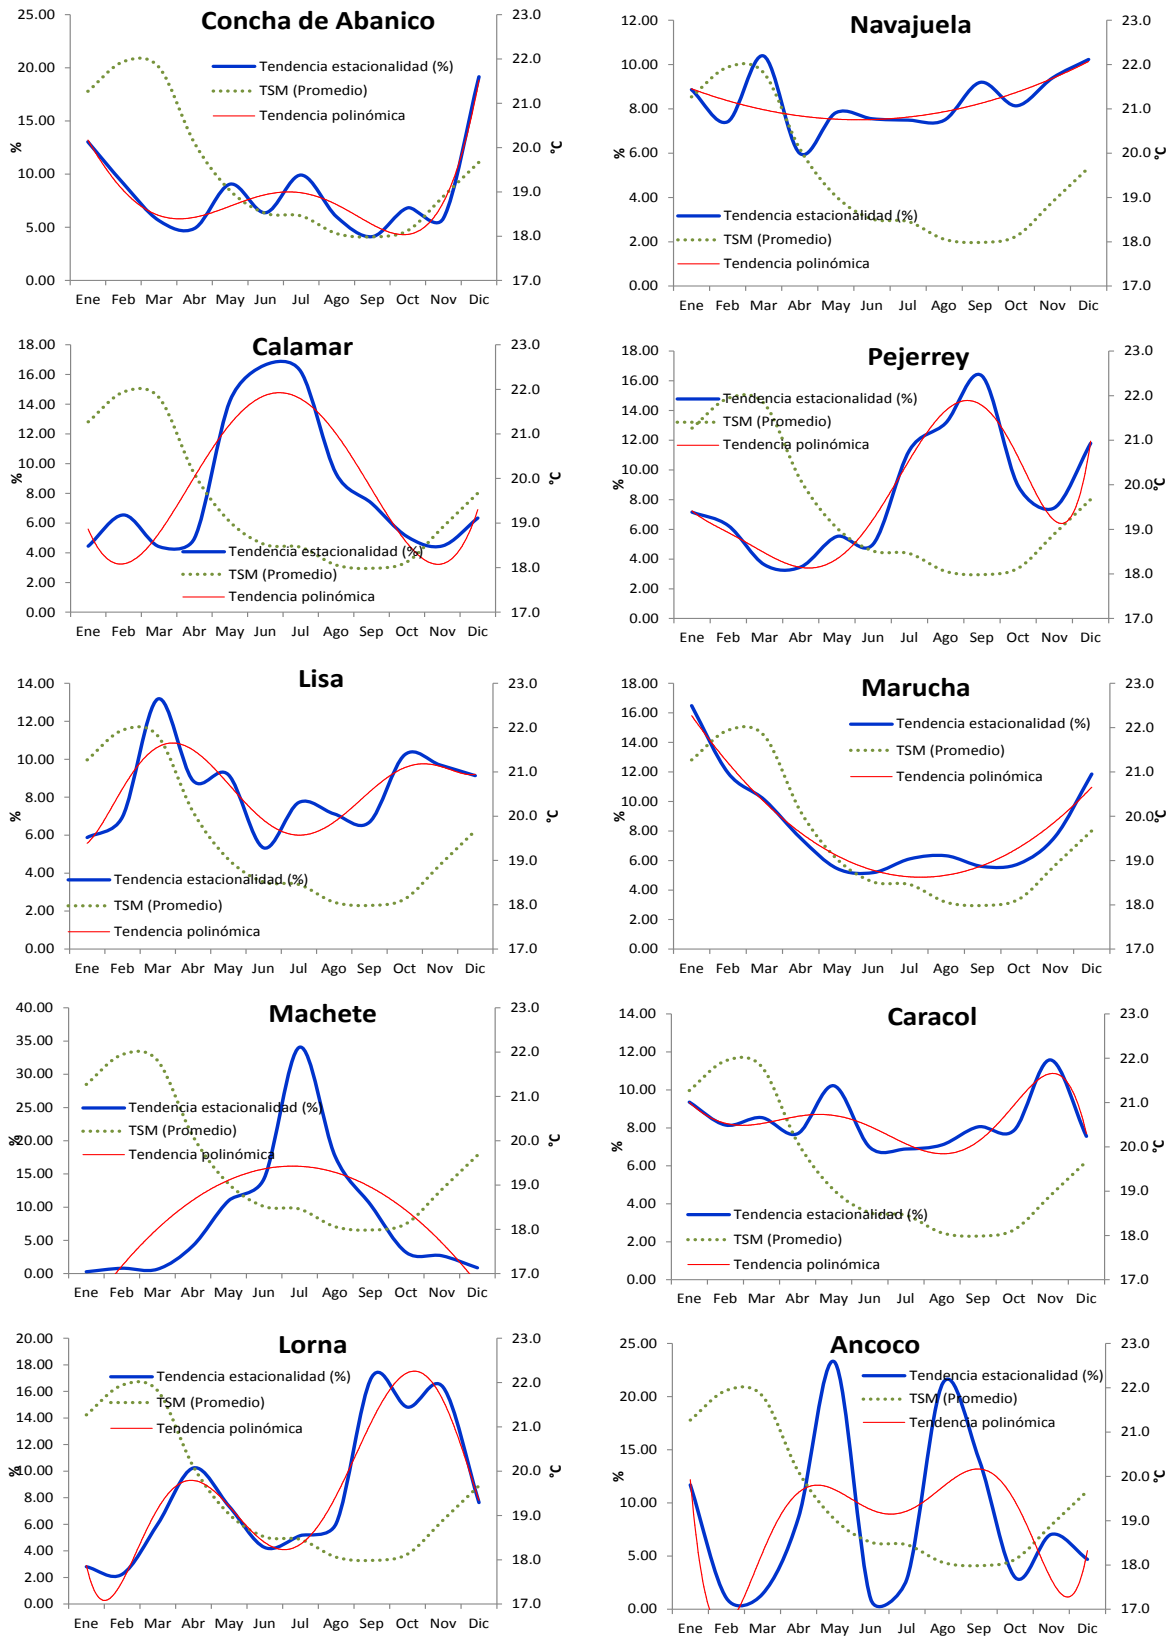 Concha de Abanico
25.00
20.00
15.00
10.00
5.00
0.00
%
23.0
22.0
21.0
20.0
19.0
18.0
17.0
°C
Tendencia estacionalidad (%)
TSM (Promedio)
Tendencia polinómica
Ene Feb Mar Abr May Jun Jul Ago Sep Oct Nov Dic
Navajuela
12.00
10.00
8.00
6.00
4.00
2.00
0.00
%
23.0
22.0
21.0
20.0
19.0
18.0
17.0
°C
Tendencia estacionalidad (%)
TSM (Promedio)
Tendencia polinómica
Ene Feb Mar Abr May Jun Jul Ago Sep Oct Nov Dic
Calamar
18.00
16.00
14.00
12.00
10.00
8.00
6.00
4.00
2.00
0.00
%
23.0
22.0
21.0
20.0
19.0
18.0
17.0
°C
Tendencia estacionalidad (%)
TSM (Promedio)
Tendencia polinómica
Ene Feb Mar Abr May Jun Jul Ago Sep Oct Nov Dic
Pejerrey
18.00
16.00
14.00
12.00
10.00
8.00
6.00
4.00
2.00
0.00
%
23.0
22.0
21.0
20.0
19.0
18.0
17.0
°C
Tendencia estacionalidad (%)
TSM (Promedio)
Tendencia polinómica
Ene Feb Mar Abr May Jun Jul Ago Sep Oct Nov Dic
Lisa
14.00
12.00
10.00
8.00
6.00
4.00
2.00
0.00
%
23.0
22.0
21.0
20.0
19.0
18.0
17.0
°C
Tendencia estacionalidad (%)
TSM (Promedio)
Tendencia polinómica
Ene Feb Mar Abr May Jun Jul Ago Sep Oct Nov Dic
Marucha
18.00
16.00
14.00
12.00
10.00
8.00
6.00
4.00
2.00
0.00
%
23.0
22.0
21.0
20.0
19.0
18.0
17.0
°C
Tendencia estacionalidad (%)
TSM (Promedio)
Tendencia polinómica
Ene Feb Mar Abr May Jun Jul Ago Sep Oct Nov Dic
Machete
40.00
35.00
30.00
25.00
20.00
15.00
10.00
5.00
0.00
%
23.0
22.0
21.0
20.0
19.0
18.0
17.0
°C
Tendencia estacionalidad (%)
TSM (Promedio)
Tendencia polinómica
Ene Feb Mar Abr May Jun Jul Ago Sep Oct Nov Dic
Caracol
14.00
12.00
10.00
8.00
6.00
4.00
2.00
0.00
%
23.0
22.0
21.0
20.0
19.0
18.0
17.0
°C
Tendencia estacionalidad (%)
TSM (Promedio)
Tendencia polinómica
Ene Feb Mar Abr May Jun Jul Ago Sep Oct Nov Dic
Lorna
20.00
18.00
16.00
14.00
12.00
10.00
8.00
6.00
4.00
2.00
0.00
%
23.0
22.0
21.0
20.0
19.0
18.0
17.0
°C
Tendencia estacionalidad (%)
TSM (Promedio)
Tendencia polinómica
Ene Feb Mar Abr May Jun Jul Ago Sep Oct Nov Dic
Ancoco
25.00
20.00
15.00
10.00
5.00
0.00
%
23.0
22.0
21.0
20.0
19.0
18.0
17.0
°C
Tendencia estacionalidad (%)
TSM (Promedio)
Tendencia polinómica
Ene Feb Mar Abr May Jun Jul Ago Sep Oct Nov Dic